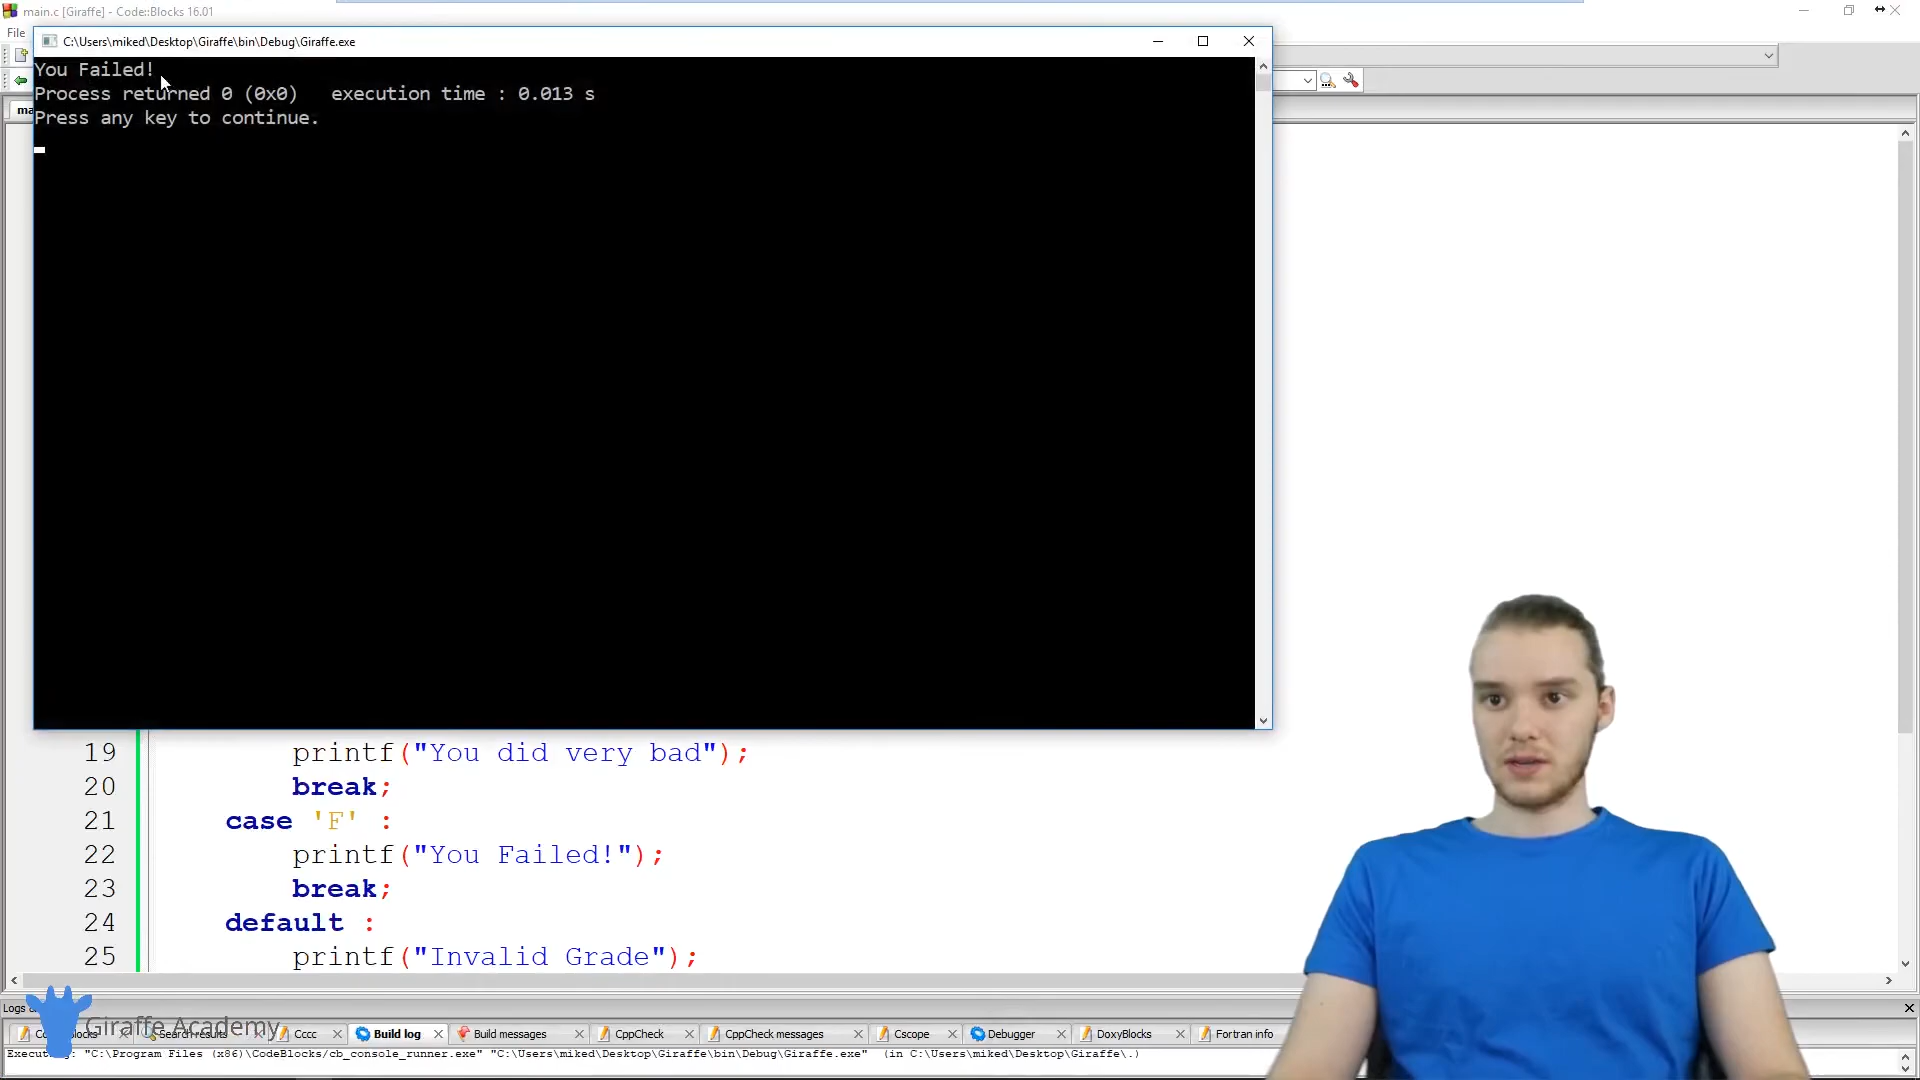 main.c [Giraffe] - Code::Blocks 16.01
File
C:\Users\miked\Desktop\Giraffe\bin\Debug\Giraffe.exe
You Failed!
Process returned 0 (0x0)   execution time : 0.013 s
Press any key to continue.
19 printf("You did very bad");
20 break;
21 case 'F' :
22 printf("You Failed!");
23 break;
24 default :
25 printf("Invalid Grade");
Giraffe Academy
Search results Cccc Build log Build messages CppCheck CppCheck messages Cscope Debugger DoxyBlocks Fortran info
Executing: "C:\Program Files (x86)\CodeBlocks/cb_console_runner.exe" "C:\Users\miked\Desktop\Giraffe\bin\Debug\Giraffe.exe"  (in C:\Users\miked\Desktop\Giraffe\.)